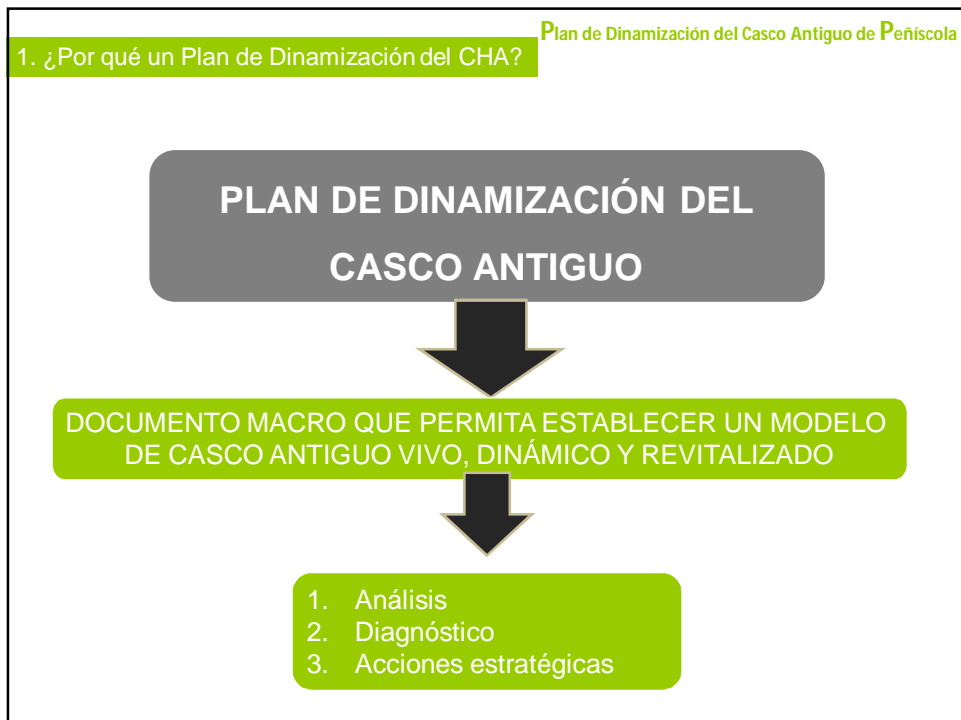 Plan de Dinamización del Casco Antiguo de Peñíscola
1. ¿Por qué un Plan de Dinamización del CHA?
PLAN DE DINAMIZACIÓN DEL
CASCO ANTIGUO
DOCUMENTO MACRO QUE PERMITA ESTABLECER UN MODELO
DE CASCO ANTIGUO VIVO, DINÁMICO Y REVITALIZADO
1. Análisis
2. Diagnóstico
3. Acciones estratégicas